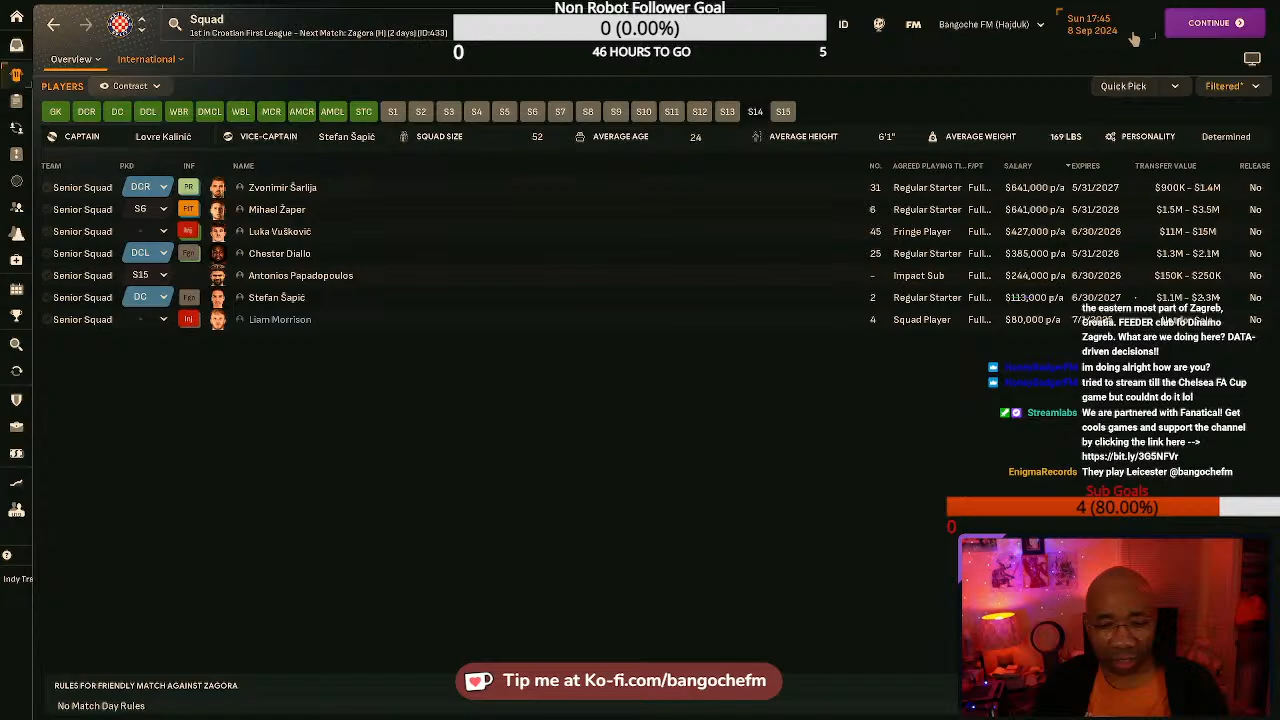 Non Robot Follower Goal
0 (0.00%)
0
46 HOURS TO GO
5
Squad
1st in Croatian First League – Next Match: Zagora [H] (2 days) (ID:433)
ID
FM
Bangoche FM (Hajduk)
Sun 17:45
8 Sep 2024
CONTINUE
Overview
International
PLAYERS
Contract
Quick Pick
Filtered*
GK DCR DC DCL WBR DMCL WBL MCR AMCR AMCL STC S1 S2 S3 S4 S5 S6 S7 S8 S9 S10 S11 S12 S13 S14 S15
CAPTAIN Lovre Kalinić VICE-CAPTAIN Stefan Šapić SQUAD SIZE 52 AVERAGE AGE 24 AVERAGE HEIGHT 6'1" AVERAGE WEIGHT 169 LBS PERSONALITY Determined
TEAM PKD INF NAME NO. AGREED PLAYING TI... F/PT SALARY EXPIRES TRANSFER VALUE RELEASE
Senior Squad DCR PR Zvonimir Šarlija 31 Regular Starter Full... $641,000 p/a 5/31/2027 $900K - $1.4M No
Senior Squad S6 FIT Mihael Žaper 6 Regular Starter Full... $641,000 p/a 5/31/2028 $1.5M - $3.5M No
Senior Squad - Inj Luka Vušković 45 Fringe Player Full... $427,000 p/a 6/30/2026 $11M - $15M No
Senior Squad DCL Fgn Chester Diallo 25 Regular Starter Full... $385,000 p/a 6/30/2026 $1.3M - $2.1M No
Senior Squad S15 Antonios Papadopoulos - Impact Sub Full... $244,000 p/a 6/30/2026 $150K - $250K No
Senior Squad DC Fgn Stefan Šapić 2 Regular Starter Full... $113,000 p/a 6/30/2027 $1.1M - $2.3M No
Senior Squad - Inj Liam Morrison 4 Squad Player Full... $80,000 p/a No
the eastern most part of Zagreb,
Croatia. FEEDER club fo Dinamo
Zagreb. What are we doing here? DATA-
driven decisions!!
im doing alright how are you?
tried to stream till the Chelsea FA Cup
game but couldnt do it lol
Streamlabs We are partnered with Fanatical! Get
cools games and support the channel
by clicking the link here -->
https://bit.ly/3G5NFVr
EnigmaRecords They play Leicester @bangochefm
Sub Goals
4 (80.00%)
0
Indy Tra
RULES FOR FRIENDLY MATCH AGAINST ZAGORA
No Match Day Rules
Tip me at Ko-fi.com/bangochefm